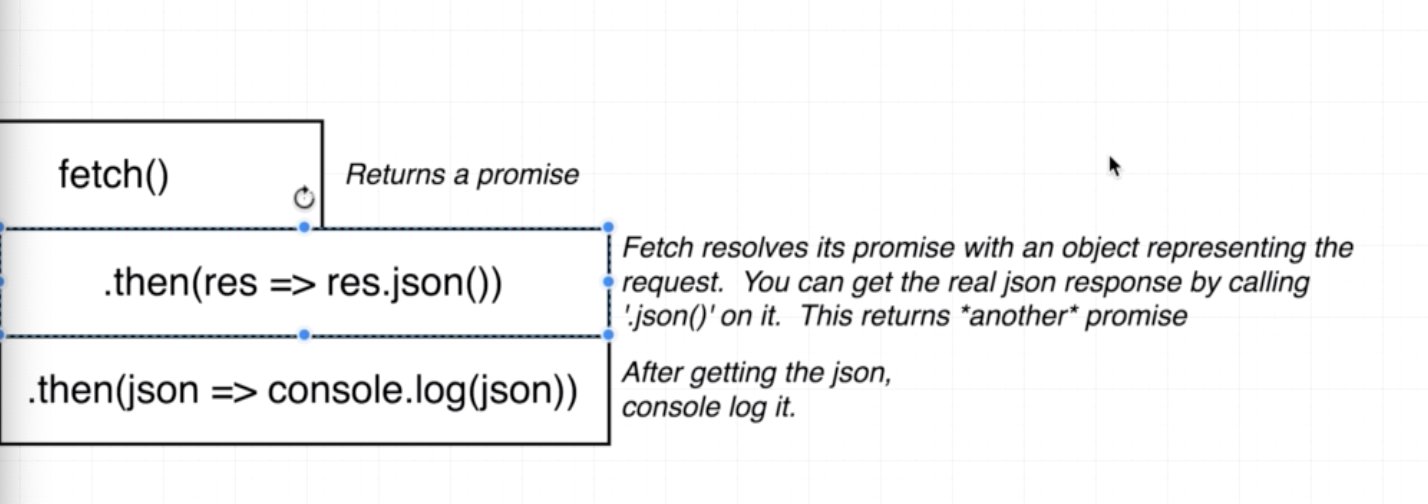 fetch()
Returns a promise
.then(res => res.json())
Fetch resolves its promise with an object representing the
request.  You can get the real json response by calling
'.json()' on it.  This returns *another* promise
.then(json => console.log(json))
After getting the json,
console log it.